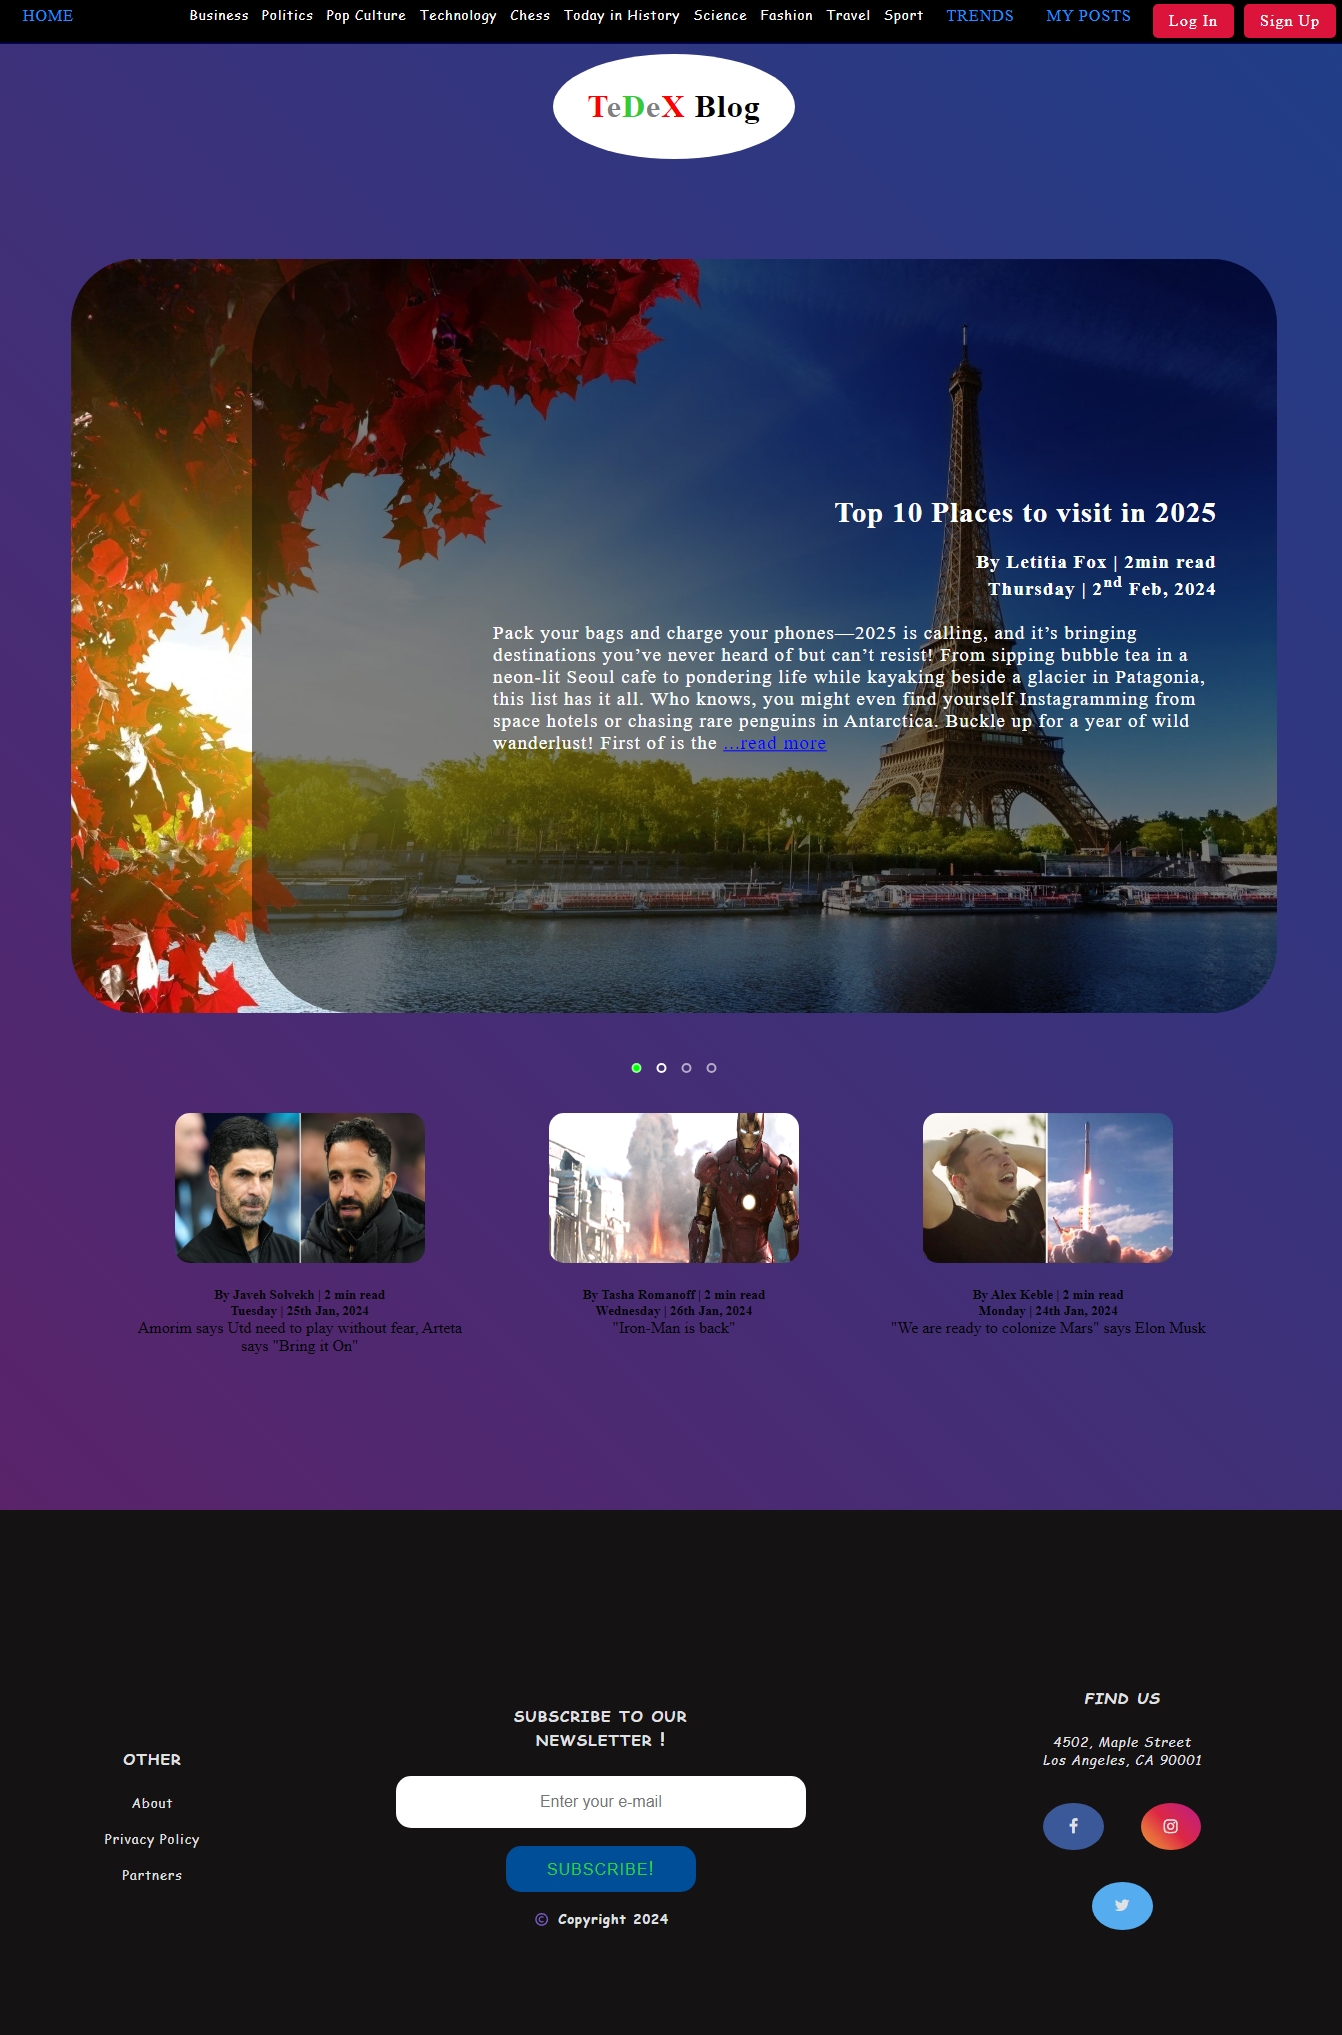 HOME Business Politics Pop Culture Technology Chess Today in History Science Fashion Travel Sport TRENDS MY POSTS Log In Sign Up
TeDeX Blog
Top 10 Places to visit in 2025
By Letitia Fox | 2min read
Thursday | 2nd Feb, 2024
Pack your bags and charge your phones—2025 is calling, and it’s bringing
destinations you’ve never heard of but can’t resist! From sipping bubble tea in a
neon-lit Seoul cafe to pondering life while kayaking beside a glacier in Patagonia,
this list has it all. Who knows, you might even find yourself Instagramming from
space hotels or chasing rare penguins in Antarctica. Buckle up for a year of wild
wanderlust! First of is the ...read more
By Javeh Solvekh | 2 min read
Tuesday | 25th Jan, 2024
Amorim says Utd need to play without fear, Arteta
says "Bring it On"
By Tasha Romanoff | 2 min read
Wednesday | 26th Jan, 2024
"Iron-Man is back"
By Alex Keble | 2 min read
Monday | 24th Jan, 2024
"We are ready to colonize Mars" says Elon Musk
OTHER
About
Privacy Policy
Partners
SUBSCRIBE TO OUR
NEWSLETTER !
Enter your e-mail
SUBSCRIBE!
© Copyright 2024
FIND US
4502, Maple Street
Los Angeles, CA 90001